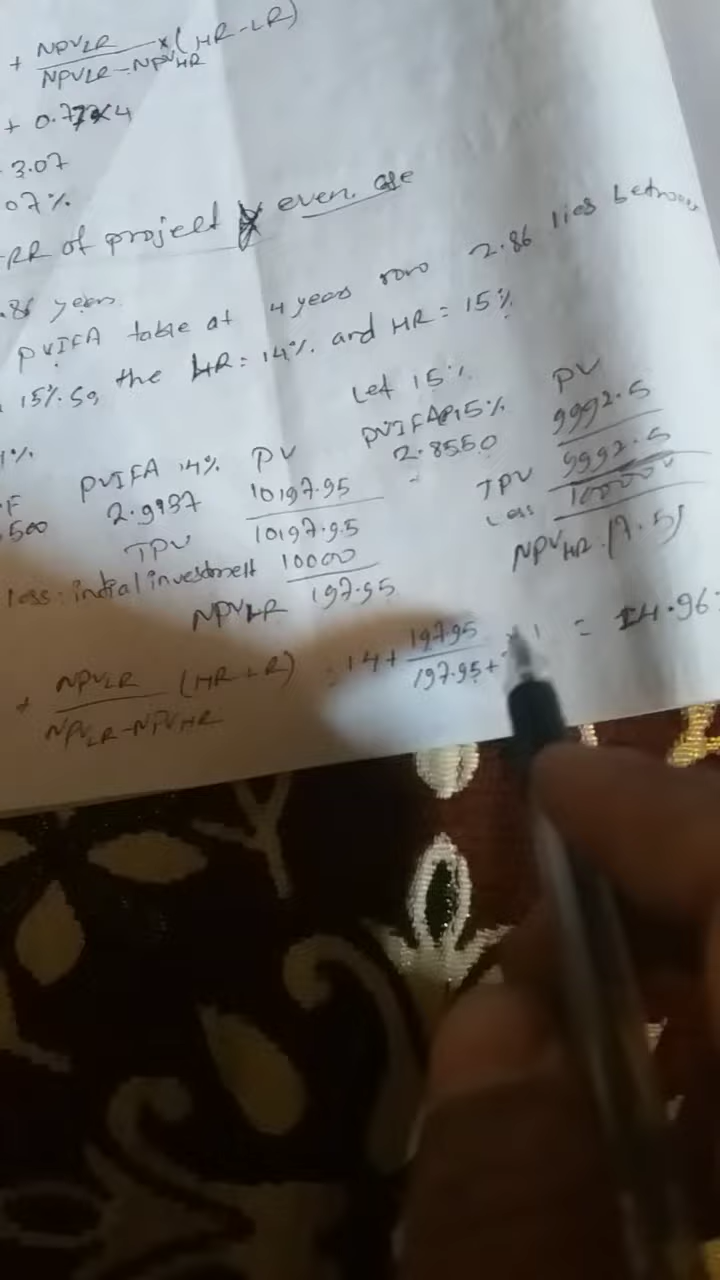 + NPVLR / NPVLR - NPVHR × (HR - LR)
+ 0.77×4
3.07
07%
RR of project even. ase
.86 years.
PVIFA table at 4 years row 2.86 lies between
15%. So, the LR = 14% and HR = 15%
Let 15%
PVIFA 14% PV PVIFA@15% PV
500 2.9137 10197.95 2.8550 9992.5
TPV 10197.95 TPV 9992.5
less: initial investment 10000 Less 10000
NPVLR 197.95 NPVHR (7.5)
+ NPVLR / NPVLR - NPVHR (HR - LR) = 14 + 197.95 / 197.95 + 1 = 14.96